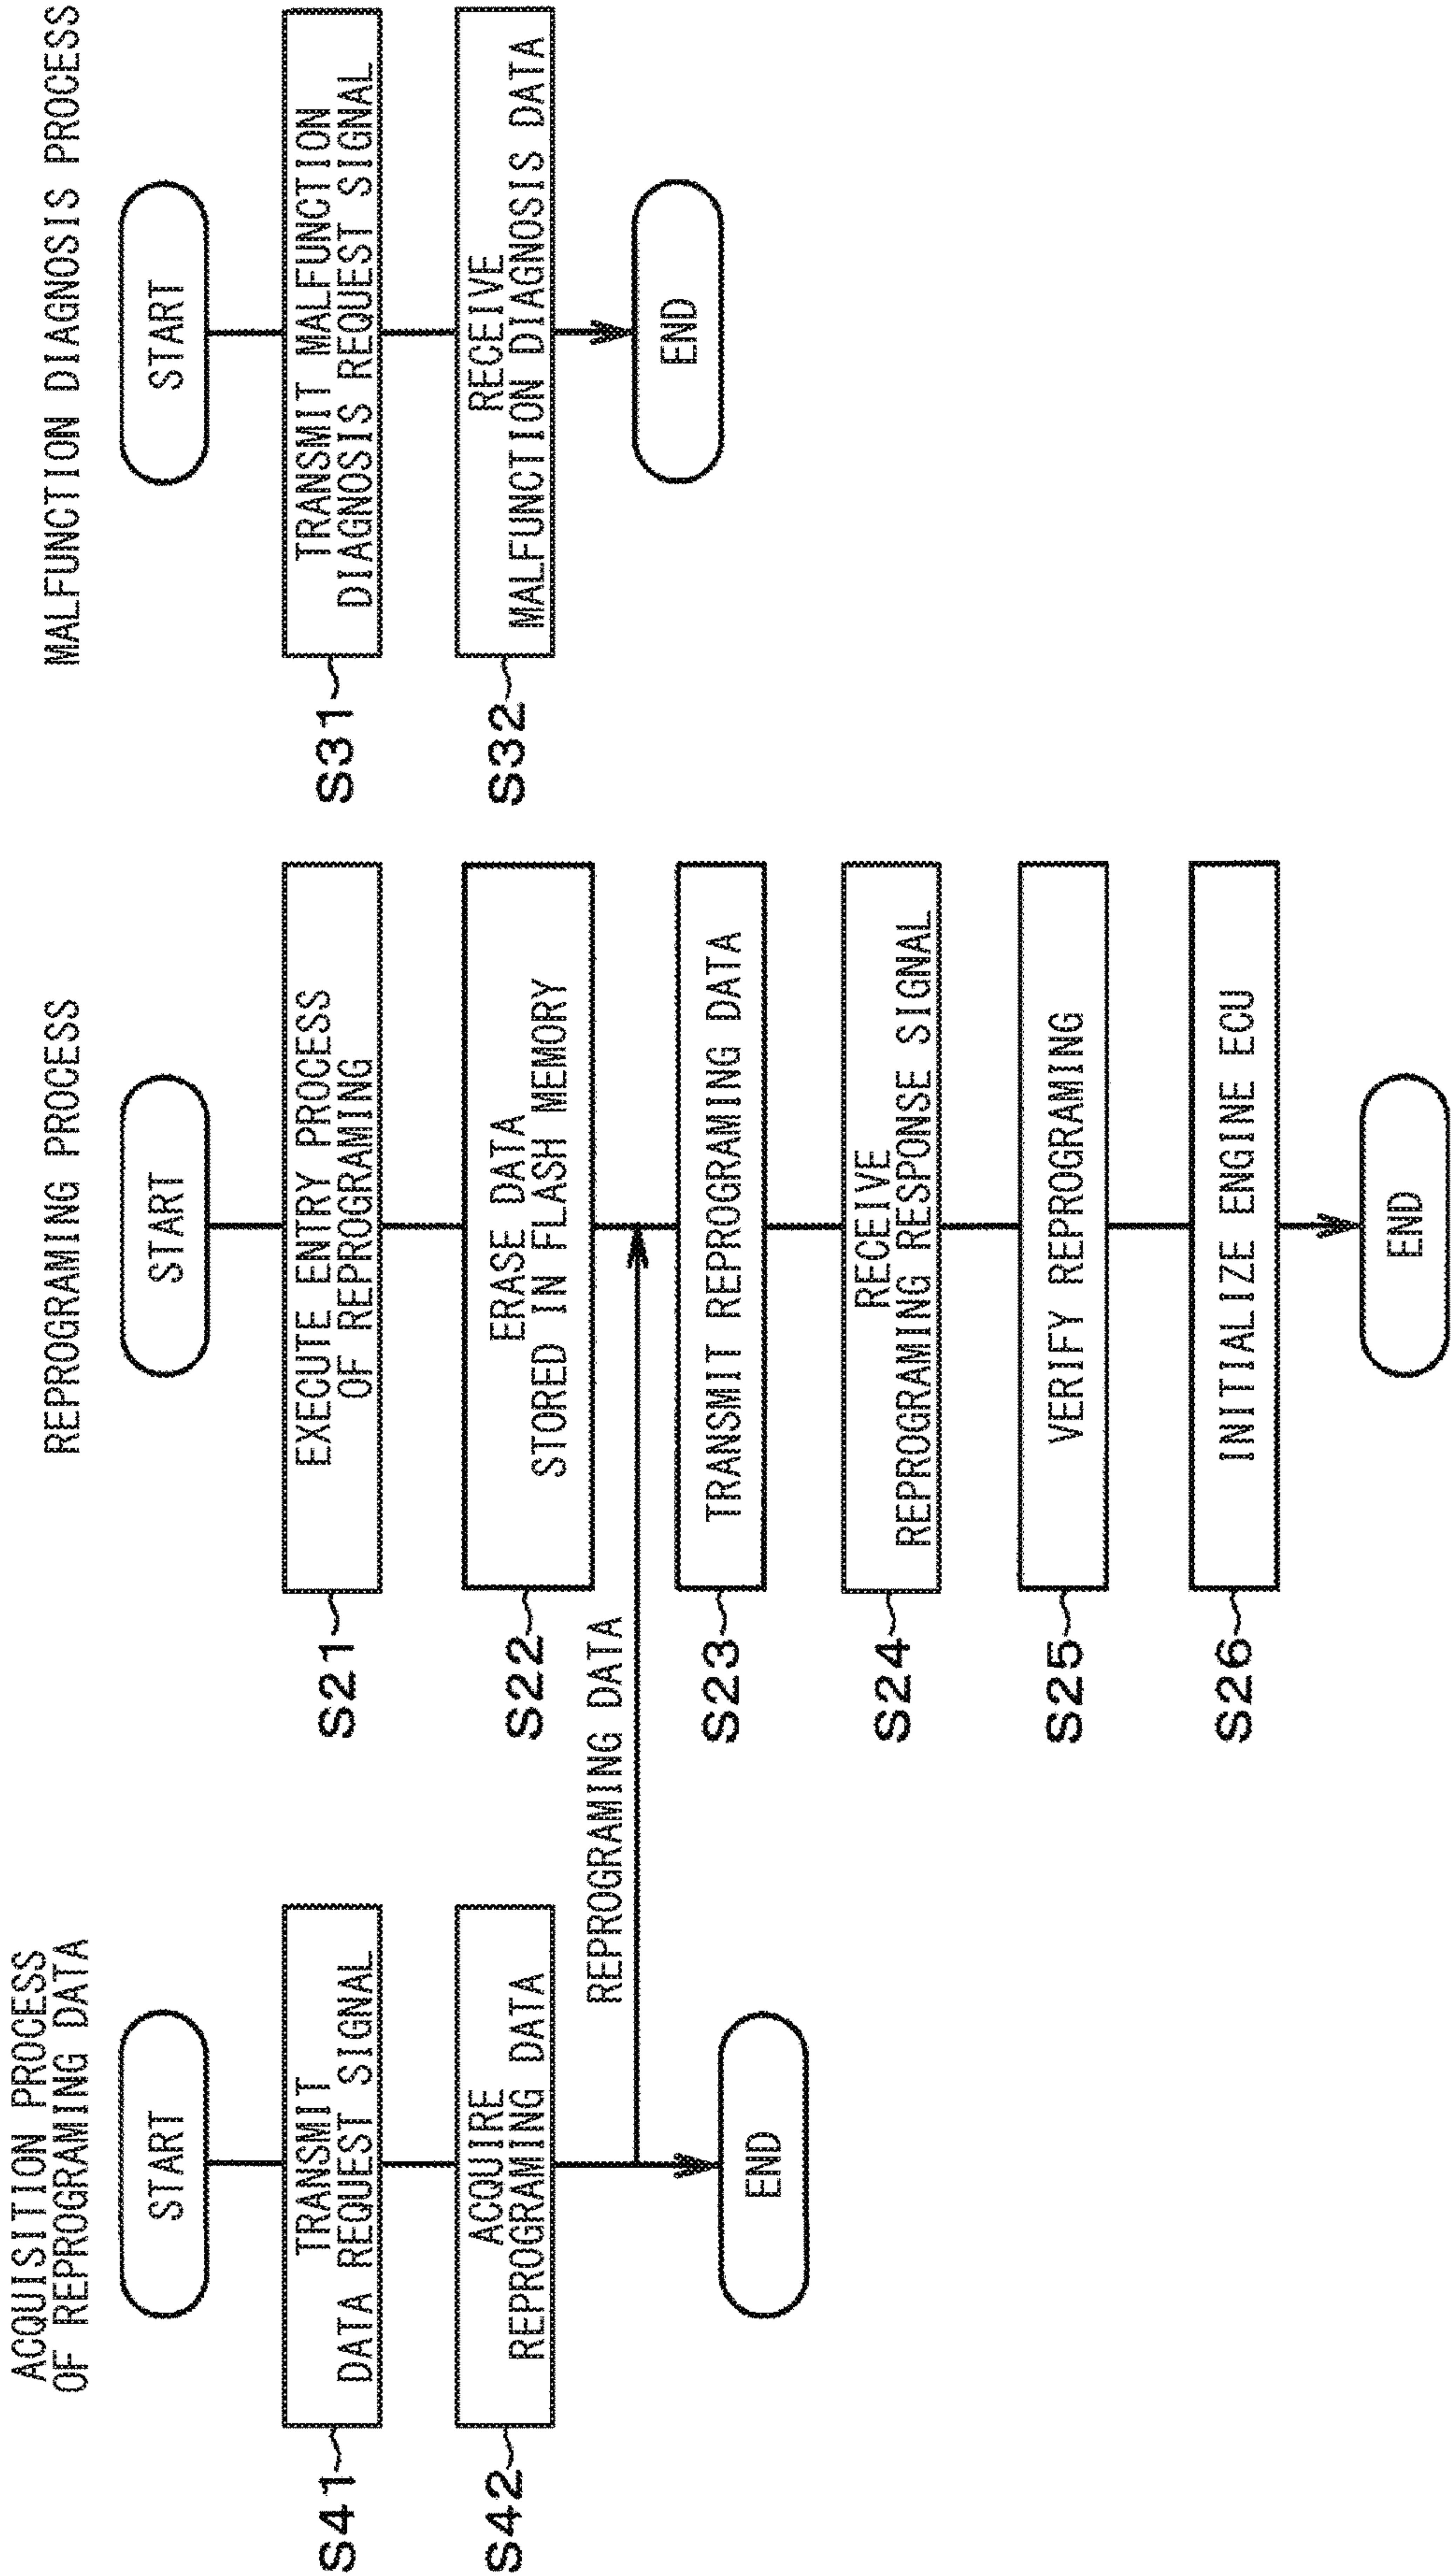 ACQUISITION PROCESS
OF REPROGRAMING DATA
START
S41
TRANSMIT
DATA REQUEST SIGNAL
S42
ACQUIRE
REPROGRAMING DATA
REPROGRAMING DATA
END
REPROGRAMING PROCESS
START
S21
EXECUTE ENTRY PROCESS
OF REPROGRAMING
S22
ERASE DATA
STORED IN FLASH MEMORY
S23
TRANSMIT REPROGRAMING DATA
S24
RECEIVE
REPROGRAMING RESPONSE SIGNAL
S25
VERIFY REPROGRAMING
S26
INITIALIZE ENGINE ECU
END
MALFUNCTION DIAGNOSIS PROCESS
START
S31
TRANSMIT MALFUNCTION
DIAGNOSIS REQUEST SIGNAL
S32
RECEIVE
MALFUNCTION DIAGNOSIS DATA
END